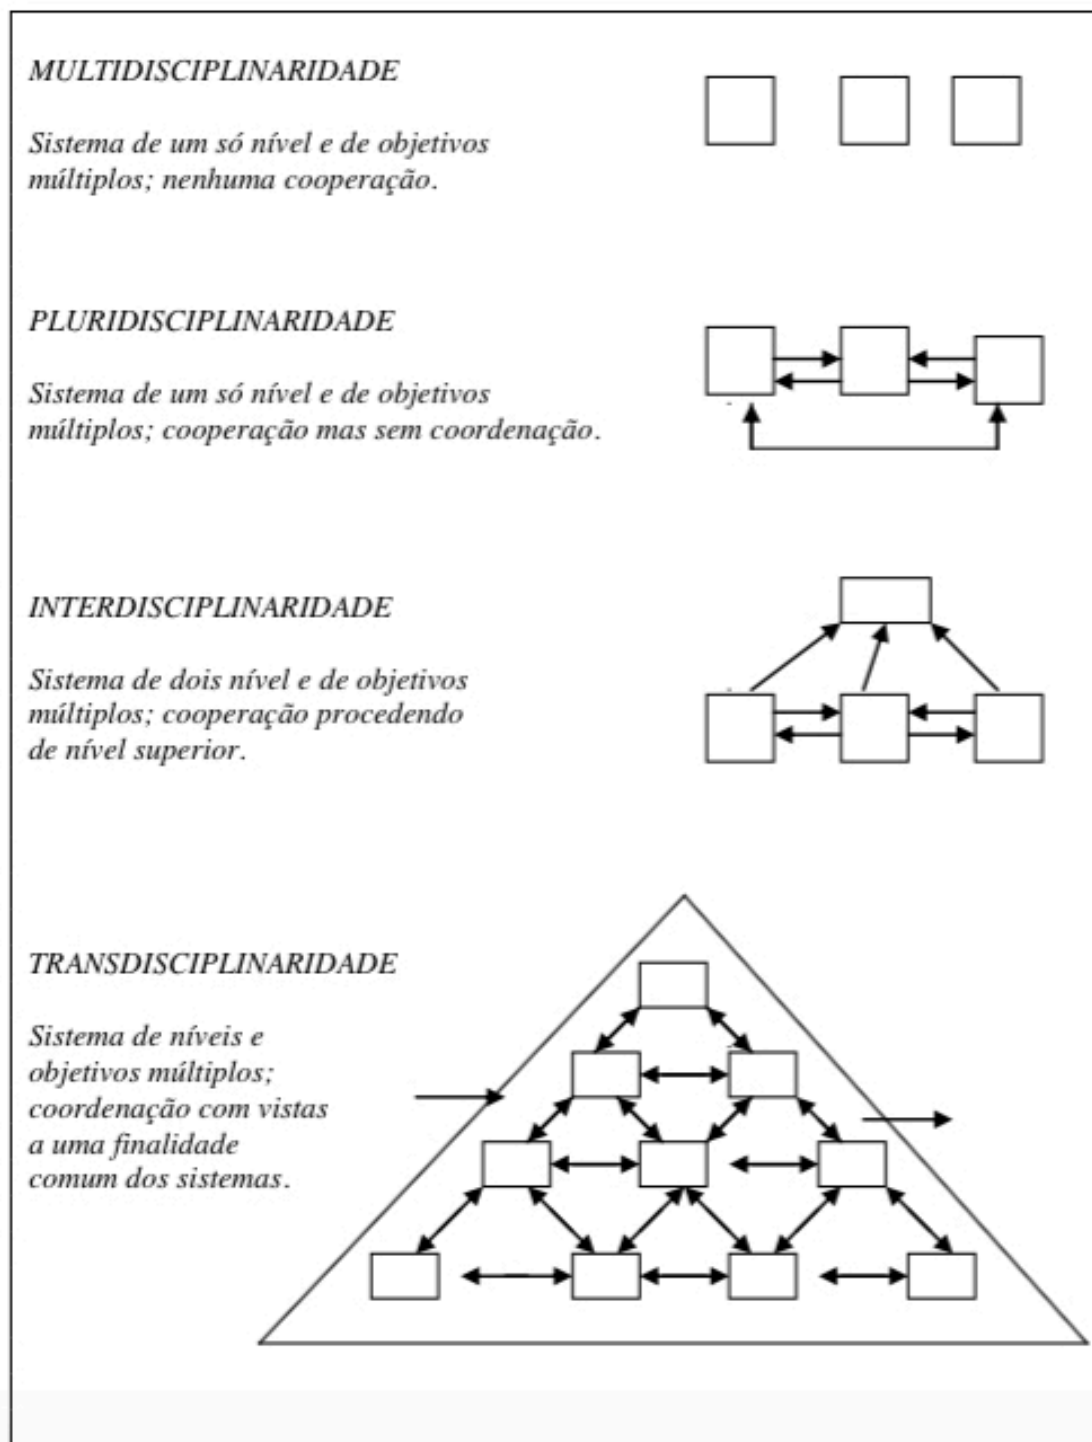 MULTIDISCIPLINARIDADE
Sistema de um só nível e de objetivos
múltiplos; nenhuma cooperação.
PLURIDISCIPLINARIDADE
Sistema de um só nível e de objetivos
múltiplos; cooperação mas sem coordenação.
INTERDISCIPLINARIDADE
Sistema de dois nível e de objetivos
múltiplos; cooperação procedendo
de nível superior.
TRANSDISCIPLINARIDADE
Sistema de níveis e
objetivos múltiplos;
coordenação com vistas
a uma finalidade
comum dos sistemas.